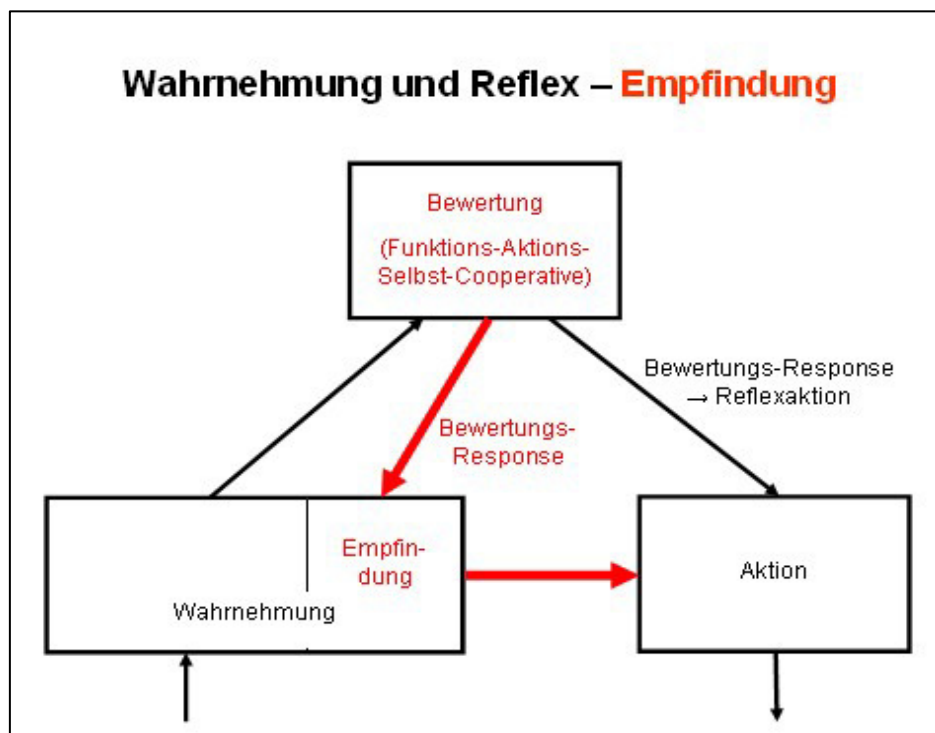 Wahrnehmung und Reflex – Empfindung
Bewertung
(Funktions-Aktions-
Selbst-Cooperative)
Bewertungs-Response
→ Reflexaktion
Bewertungs-
Response
Empfin-
dung
Wahrnehmung
Aktion